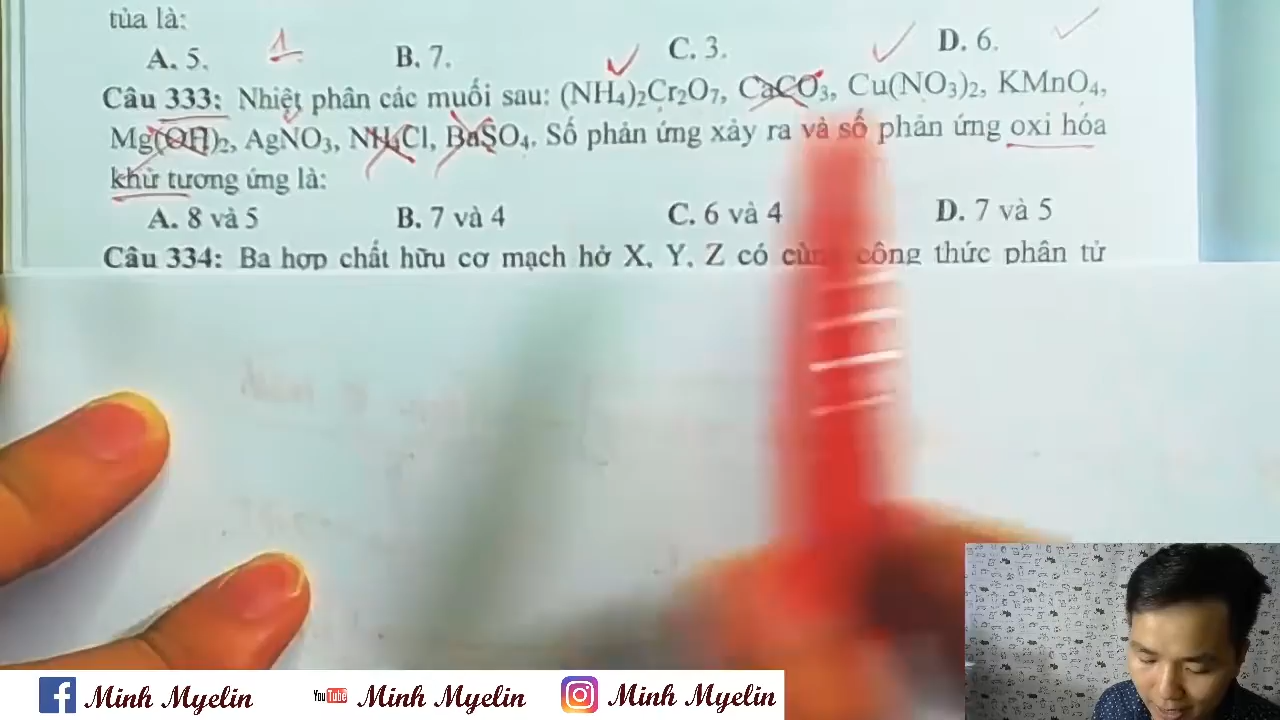 tủa là:
A. 5. 1 B. 7. C. 3. D. 6.
Câu 333: Nhiệt phân các muối sau: (NH₄)₂Cr₂O₇, CaCO₃, Cu(NO₃)₂, KMnO₄,
Mg(OH)₂, AgNO₃, NH₄Cl, BaSO₄. Số phản ứng xảy ra và số phản ứng oxi hóa
khử tương ứng là:
A. 8 và 5 B. 7 và 4 C. 6 và 4 D. 7 và 5
Câu 334: Ba hợp chất hữu cơ mạch hở X, Y, Z có cùng công thức phân tử
Minh Myelin You Tube Minh Myelin Minh Myelin